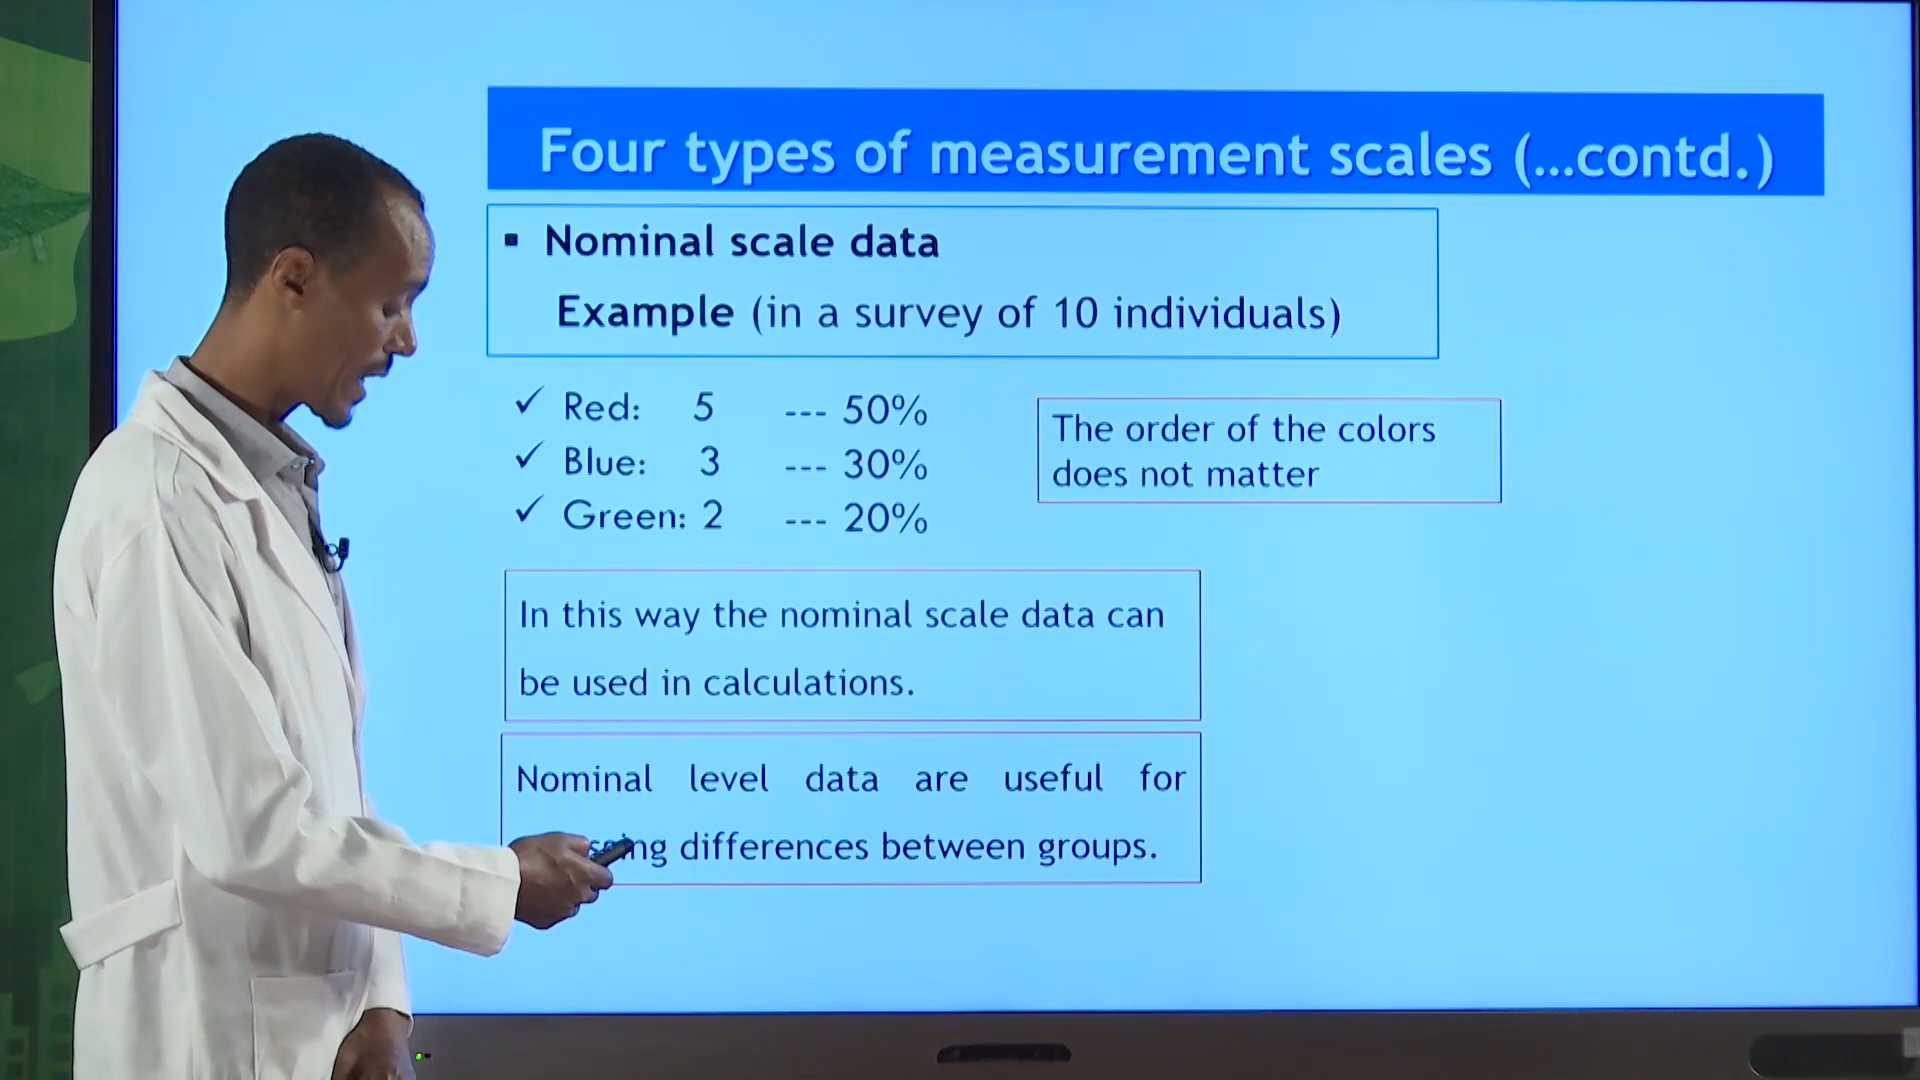 Four types of measurement scales (...contd.)
▪ Nominal scale data
Example (in a survey of 10 individuals)
✓ Red: 5 --- 50%
✓ Blue: 3 --- 30%
✓ Green: 2 --- 20%
The order of the colors
does not matter
In this way the nominal scale data can
be used in calculations.
Nominal level data are useful for
differences between groups.